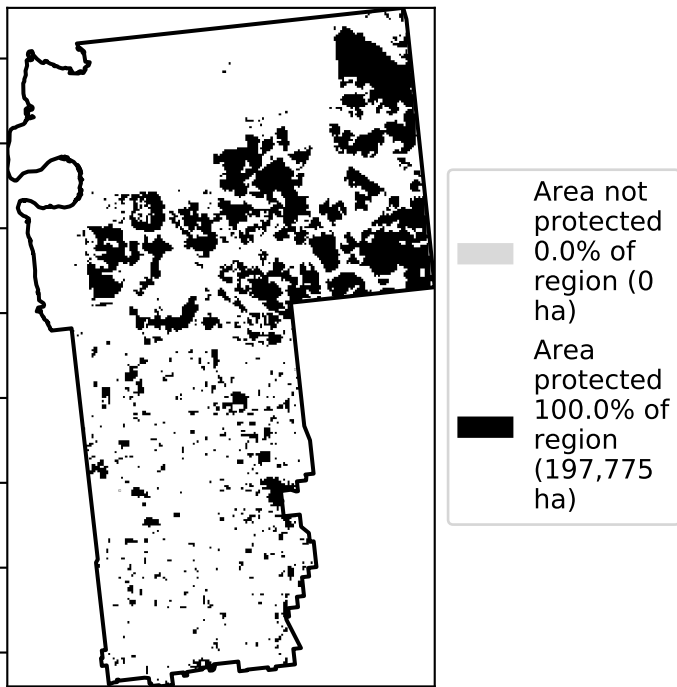 Area not
protected
0.0% of
region (0
ha)
Area
protected
100.0% of
region
(197,775
ha)